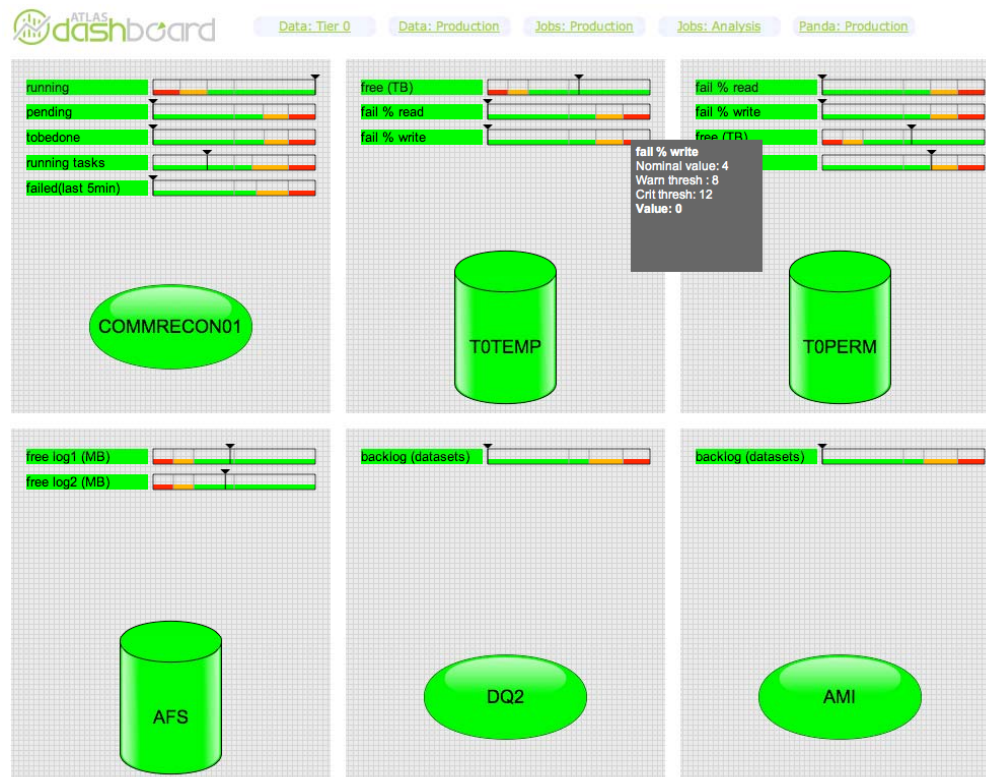 ATLAS
dashboard
Data: Tier 0
Data: Production
Jobs: Production
Jobs: Analysis
Panda: Production
running
pending
tobedone
running tasks
failed(last 5min)
COMMRECON01
free (TB)
fail % read
fail % write
fail % write
Nominal value: 4
Warn thresh : 8
Crit thresh: 12
Value: 0
T0TEMP
fail % read
fail % write
free (TB)
T0PERM
free log1 (MB)
free log2 (MB)
AFS
backlog (datasets)
DQ2
backlog (datasets)
AMI